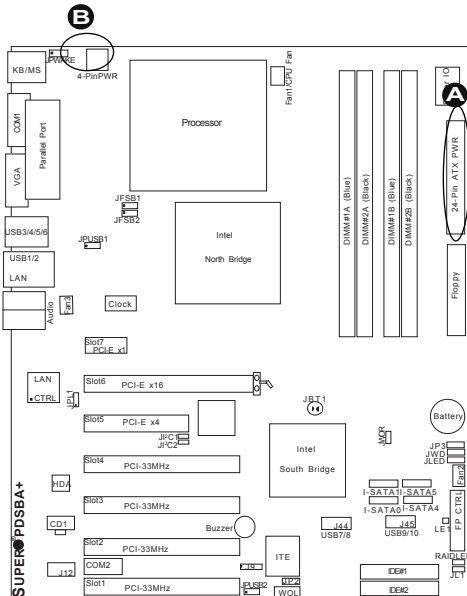 B
JPWAKE
4-PinPWR
KB/MS
Fan1/CPU Fan
A
COM1
Parallel Port
VGA
Processor
24-Pin ATX PWR
DIMM#1A (Blue)
DIMM#2A (Black)
DIMM#1B (Blue)
DIMM#2B (Black)
JFSB1
JFSB2
USB3/4/5/6
JPUSB1
USB1/2
LAN
Intel
North Bridge
Floppy
Audio
Fan3
Clock
Slot7
PCI-E x1
LAN
CTRL
JPL1
Slot6
PCI-E x16
JBT1
Battery
Slot5
PCI-E x4
JI²C1
JI²C2
JWOR
JP3
JWD
JLED
Intel
South Bridge
Slot4
PCI-33MHz
Fan2
HDA
I-SATA1
I-SATA5
I-SATA0
I-SATA4
Slot3
PCI-33MHz
FP CTRL
CD1
Buzzer
J44
USB7/8
J45
USB9/10
LE1
Slot2
PCI-33MHz
ITE
RAIDLED
JL1
J12
COM2
J9
IDE#1
Slot1
PCI-33MHz
JPUSB2
JP2
WOL
IDE#2
SUPER PDSBA+